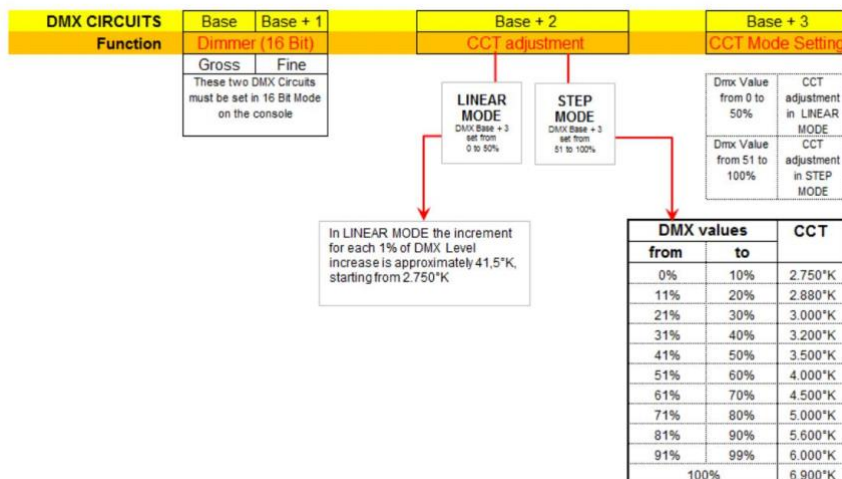 DMX CIRCUITS Base Base + 1 Base + 2 Base + 3
Function Dimmer (16 Bit) CCT adjustment CCT Mode Setting
Gross Fine
These two DMX Circuits
must be set in 16 Bit Mode
on the console
LINEAR
MODE
DMX Base + 3
set from
0 to 50%
STEP
MODE
DMX Base + 3
set from
51 to 100%
Dmx Value
from 0 to
50%
CCT
adjustment
in LINEAR
MODE
Dmx Value
from 51 to
100%
CCT
adjustment
in STEP
MODE
In LINEAR MODE the increment
for each 1% of DMX Level
increase is approximately 41,5°K,
starting from 2.750°K
DMX values CCT
from to
0% 10% 2.750°K
11% 20% 2.880°K
21% 30% 3.000°K
31% 40% 3.200°K
41% 50% 3.500°K
51% 60% 4.000°K
61% 70% 4.500°K
71% 80% 5.000°K
81% 90% 5.600°K
91% 99% 6.000°K
100% 6.900°K